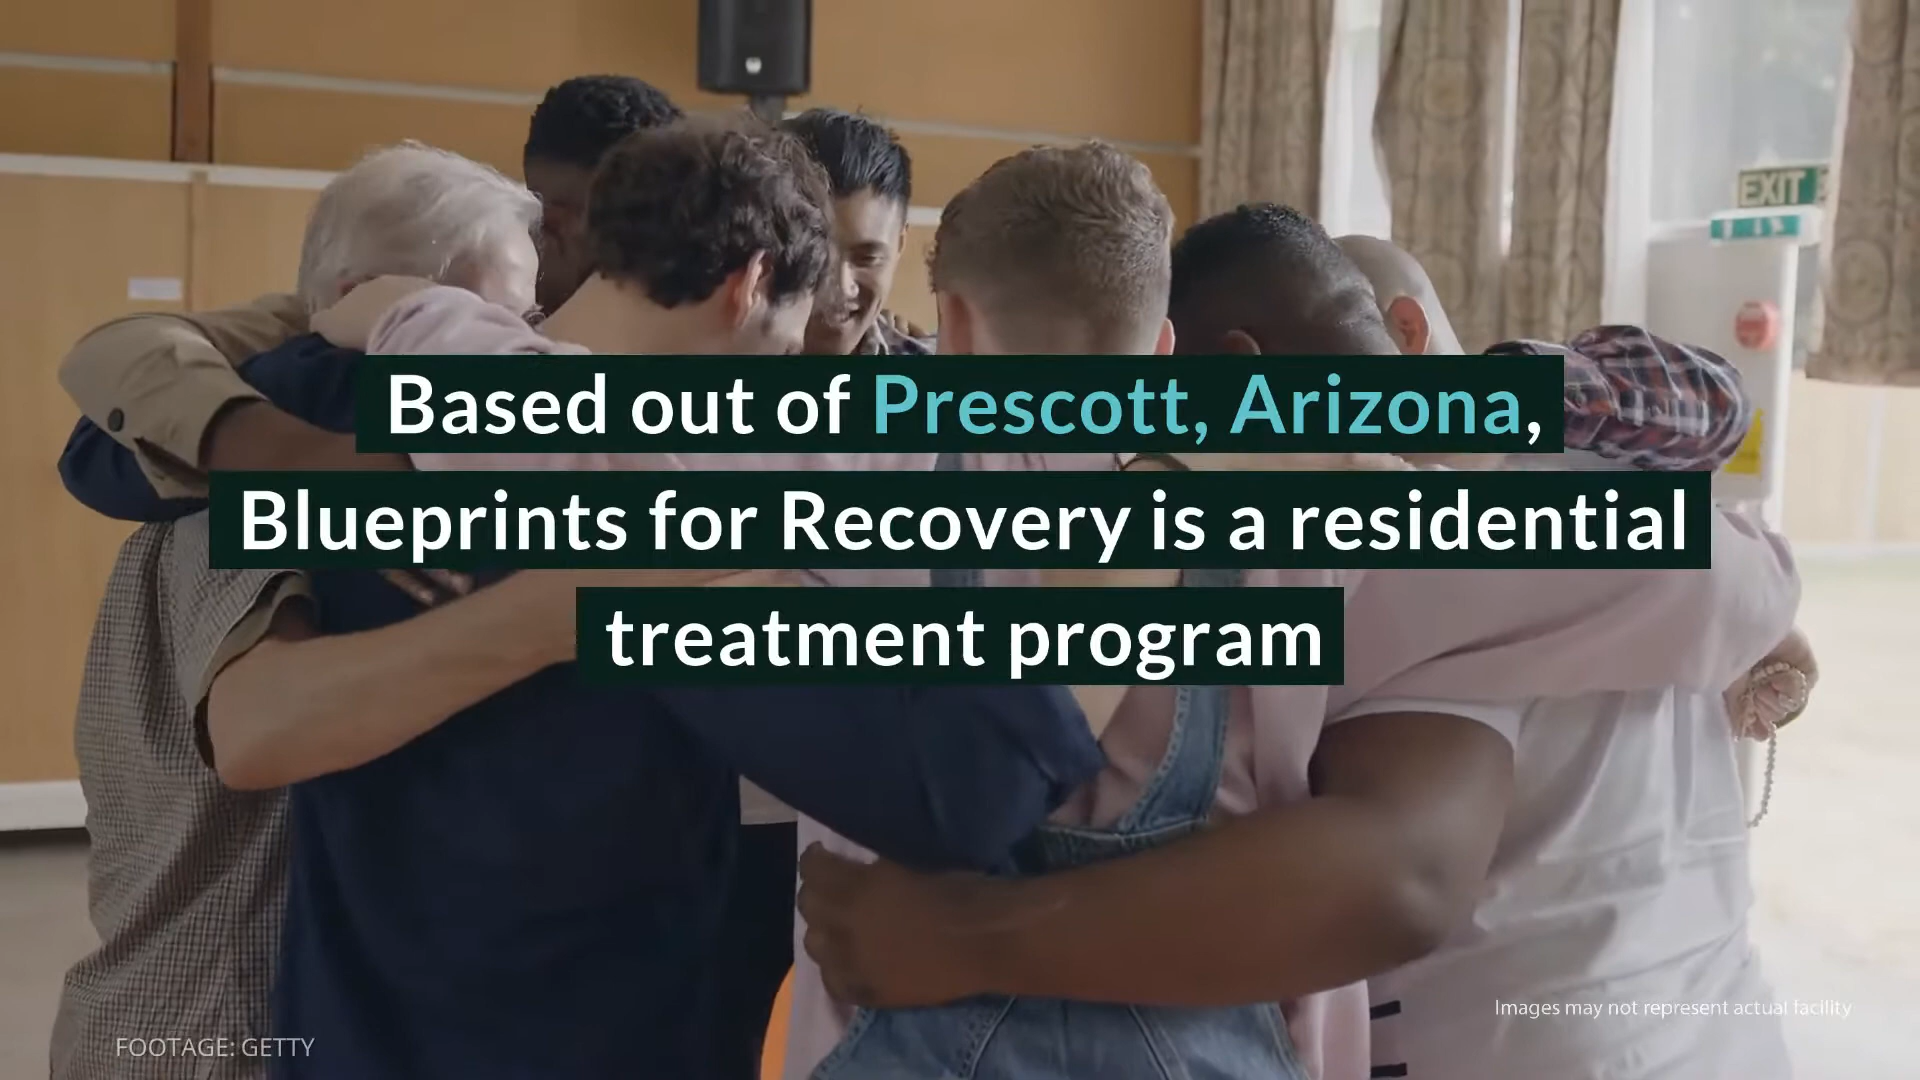 EXIT
Based out of Prescott, Arizona,
Blueprints for Recovery is a residential
treatment program
Images may not represent actual facility
FOOTAGE: GETTY